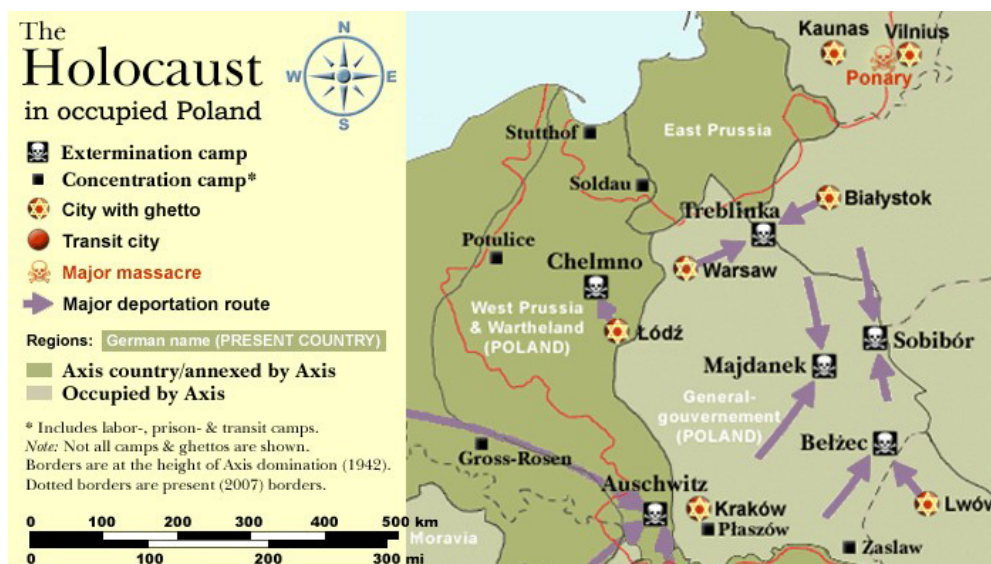 The
Holocaust
in occupied Poland
N
W
E
S
Extermination camp
Concentration camp*
City with ghetto
Transit city
Major massacre
Major deportation route
Regions: German name (PRESENT COUNTRY)
Axis country/annexed by Axis
Occupied by Axis
* Includes labor-, prison- & transit camps.
Note: Not all camps & ghettos are shown.
Borders are at the height of Axis domination (1942).
Dotted borders are present (2007) borders.
0 100 200 300 400 500 km
0 100 200 300 mi
Kaunas
Vilnius
Ponary
East Prussia
Stutthof
Soldau
Treblinka
Białystok
Potulice
Chelmno
Warsaw
West Prussia
& Wartheland
(POLAND)
Łódź
Sobibór
Majdanek
General-
gouvernement
(POLAND)
Bełżec
Gross-Rosen
Auschwitz
Kraków
Płaszów
Lwów
Moravia
Zaslaw